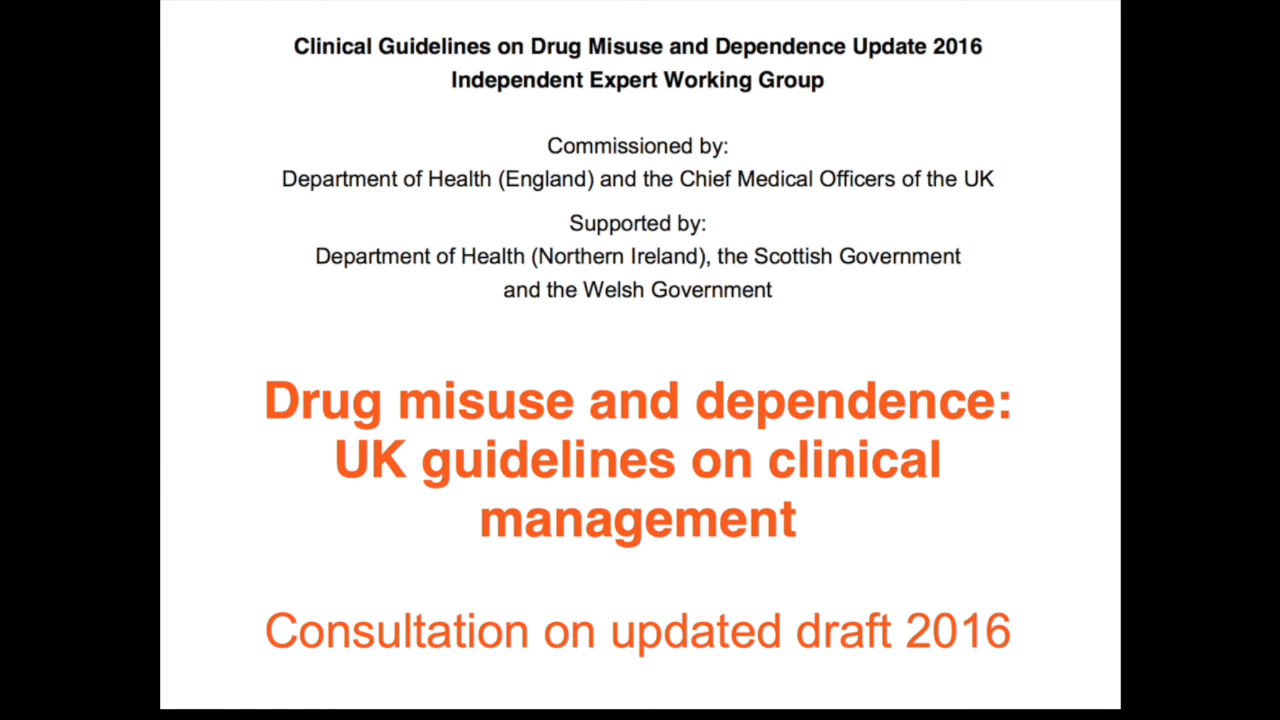 Clinical Guidelines on Drug Misuse and Dependence Update 2016
Independent Expert Working Group
Commissioned by:
Department of Health (England) and the Chief Medical Officers of the UK
Supported by:
Department of Health (Northern Ireland), the Scottish Government
and the Welsh Government
Drug misuse and dependence:
UK guidelines on clinical
management
Consultation on updated draft 2016